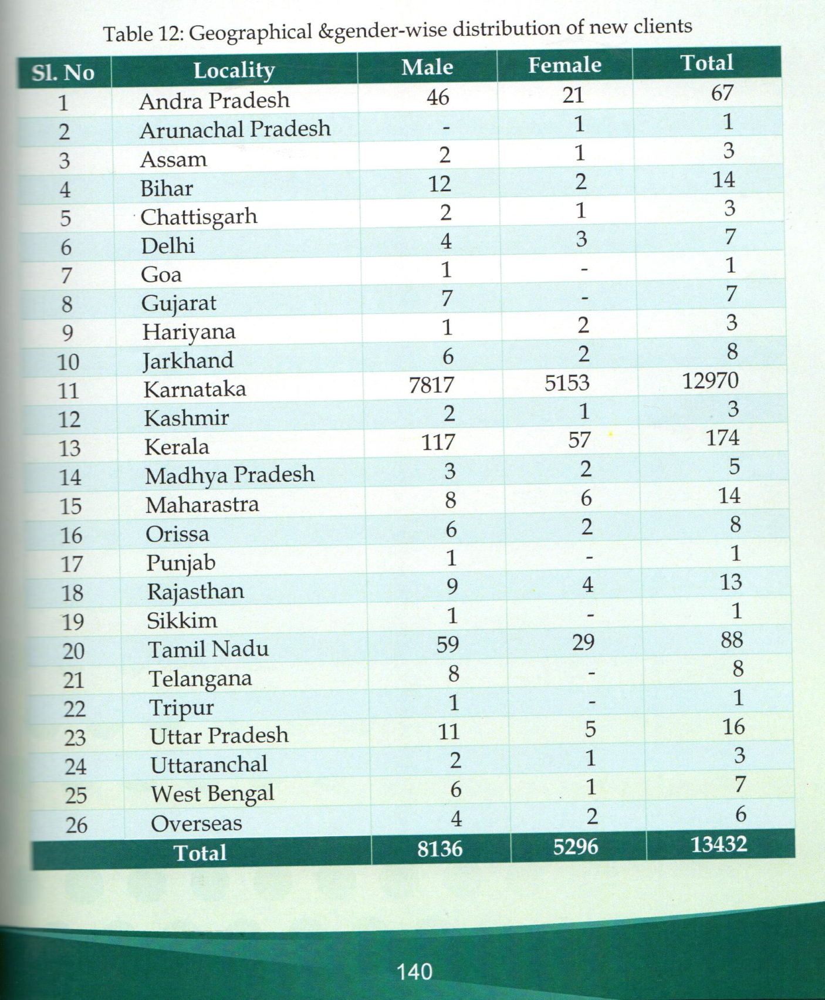 Table 12: Geographical &gender-wise distribution of new clients
Sl. No Locality Male Female Total
1 Andra Pradesh 46 21 67
2 Arunachal Pradesh - 1 1
3 Assam 2 1 3
4 Bihar 12 2 14
5 Chattisgarh 2 1 3
6 Delhi 4 3 7
7 Goa 1 - 1
8 Gujarat 7 - 7
9 Hariyana 1 2 3
10 Jarkhand 6 2 8
11 Karnataka 7817 5153 12970
12 Kashmir 2 1 3
13 Kerala 117 57 174
14 Madhya Pradesh 3 2 5
15 Maharastra 8 6 14
16 Orissa 6 2 8
17 Punjab 1 - 1
18 Rajasthan 9 4 13
19 Sikkim 1 - 1
20 Tamil Nadu 59 29 88
21 Telangana 8 - 8
22 Tripur 1 - 1
23 Uttar Pradesh 11 5 16
24 Uttaranchal 2 1 3
25 West Bengal 6 1 7
26 Overseas 4 2 6
Total 8136 5296 13432
140